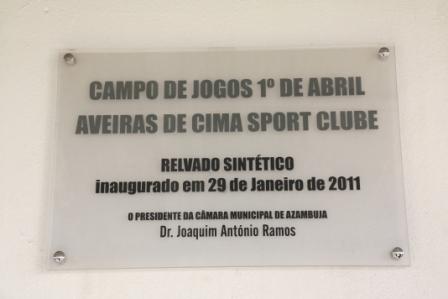 CAMPO DE JOGOS 1º DE ABRIL
AVEIRAS DE CIMA SPORT CLUBE
RELVADO SINTÉTICO
inaugurado em 29 de Janeiro de 2011
O PRESIDENTE DA CÂMARA MUNICIPAL DE AZAMBUJA
Dr. Joaquim António Ramos